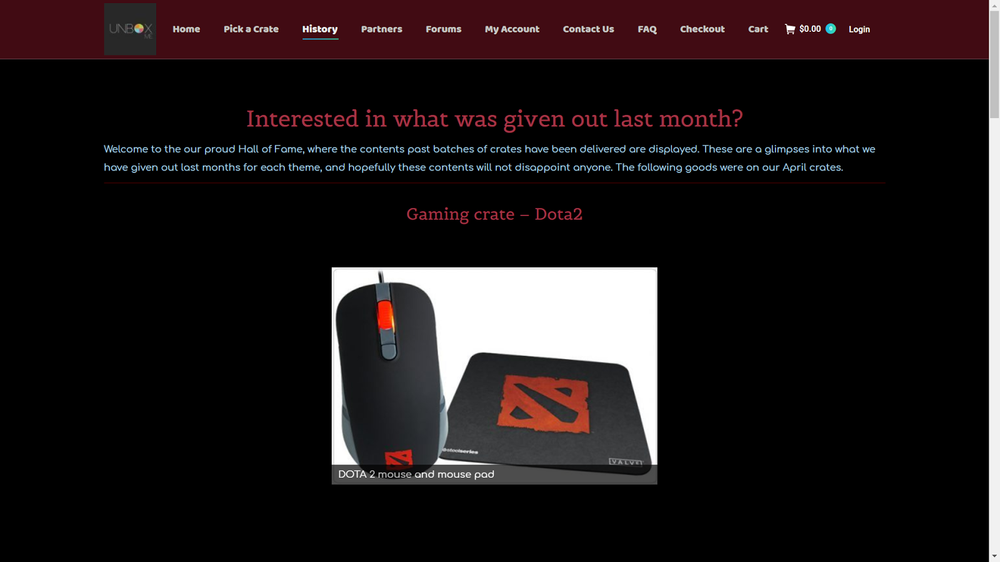 UNBOX
ME
Home
Pick a Crate
History
Partners
Forums
My Account
Contact Us
FAQ
Checkout
Cart
$0.00
0
Login
Interested in what was given out last month?
Welcome to the our proud Hall of Fame, where the contents past batches of crates have been delivered are displayed. These are a glimpses into what we
have given out last months for each theme, and hopefully these contents will not disappoint anyone. The following goods were on our April crates.
Gaming crate – Dota2
steelseries
VALVE
DOTA 2 mouse and mouse pad